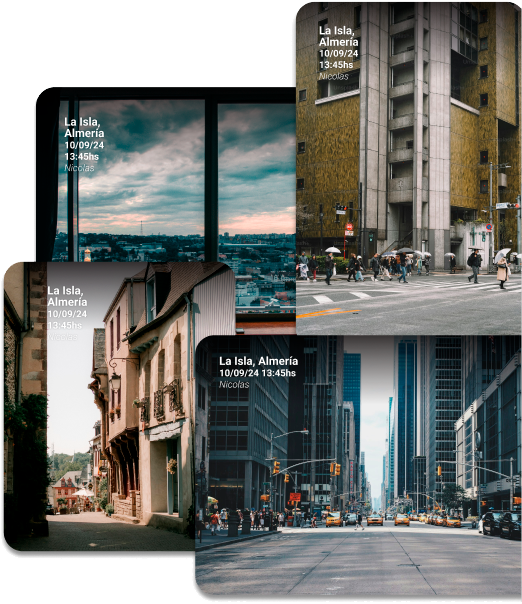 La Isla,
Almería
10/09/24
13:45hs
Nicolas
La Isla,
Almería
10/09/24
13:45hs
Nicolas
La Isla,
Almería
10/09/24
13:45hs
La Isla, Almería
10/09/24 13:45hs
Nicolas